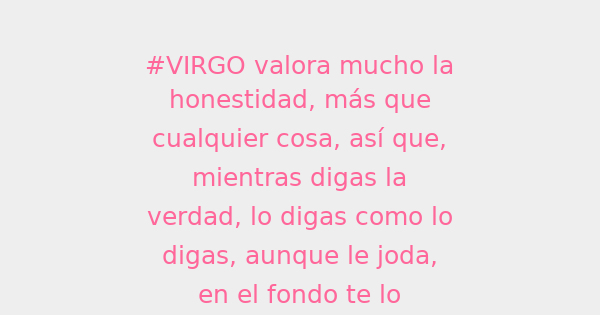 #VIRGO valora mucho la
honestidad, más que
cualquier cosa, así que,
mientras digas la
verdad, lo digas como lo
digas, aunque le joda,
en el fondo te lo